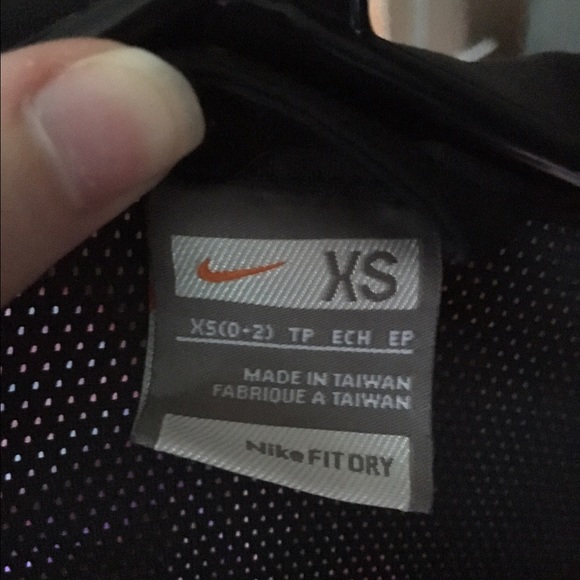 XS
XS(0-2) TP ECH EP
MADE IN TAIWAN
FABRIQUE A TAIWAN
Nike FIT DRY